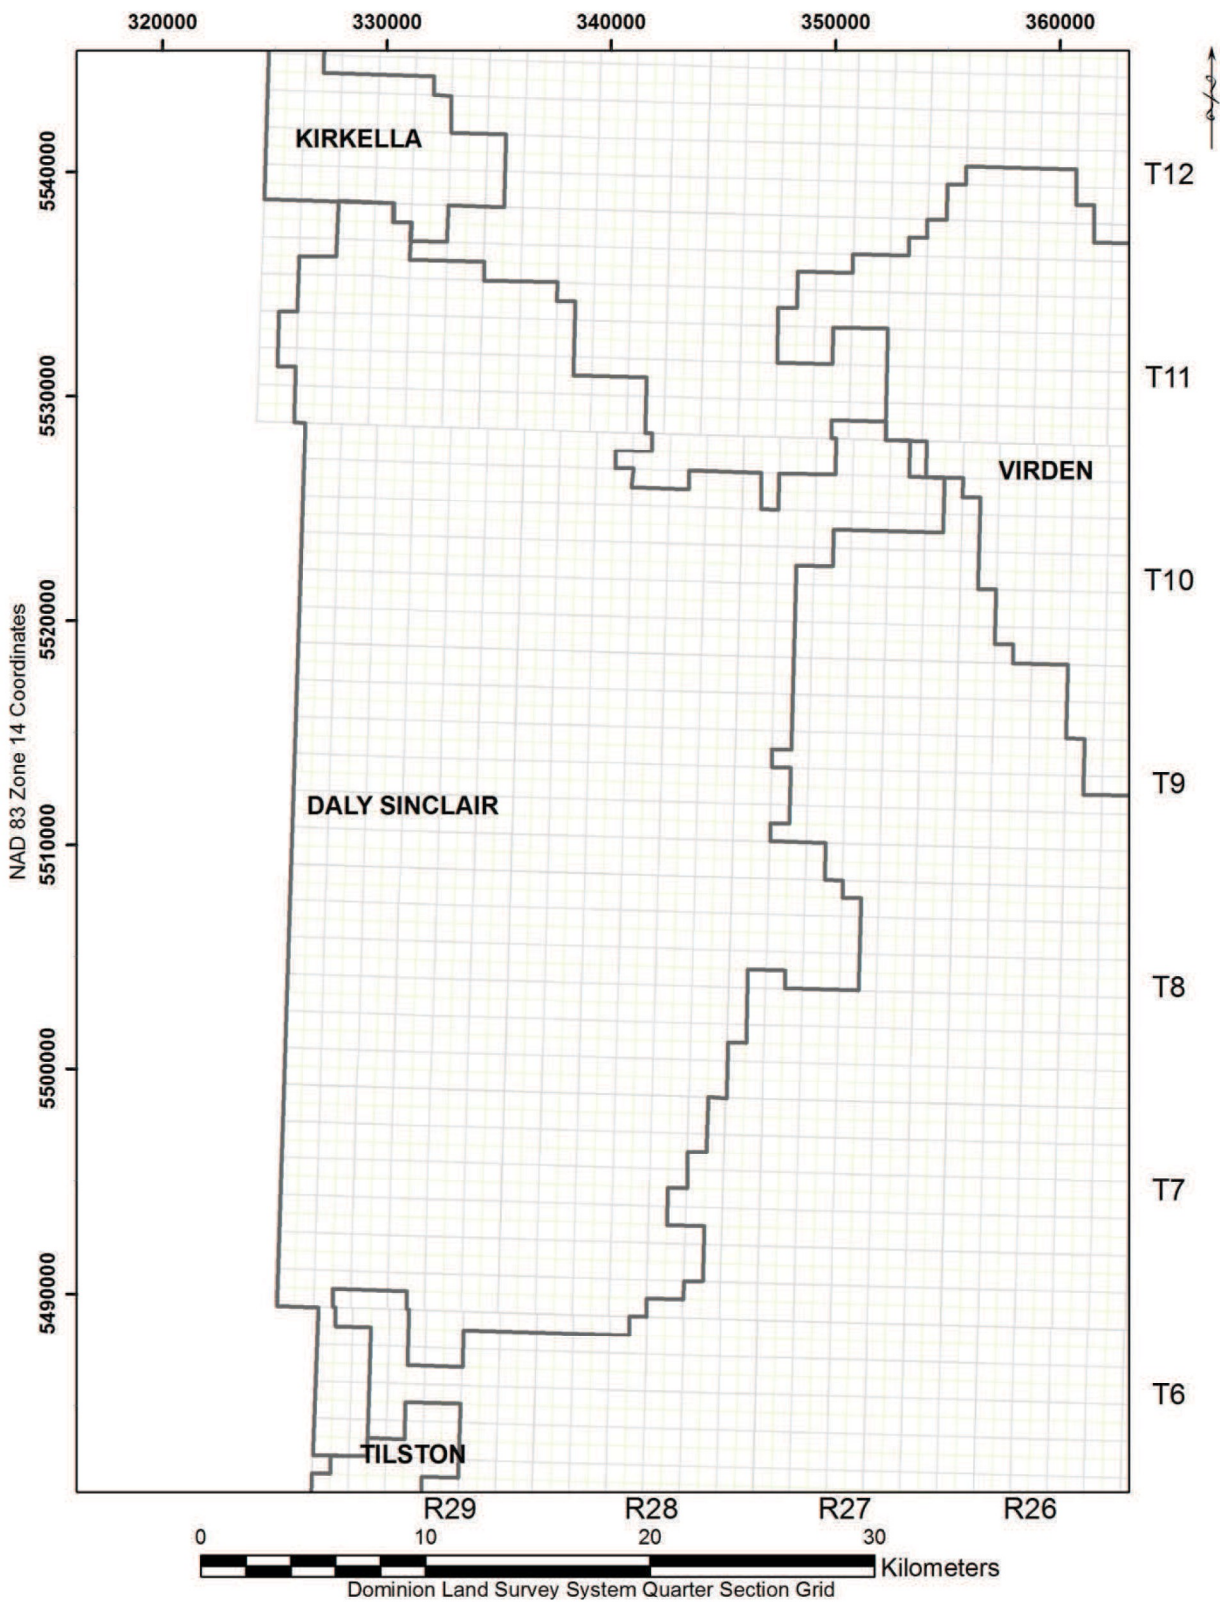 320000 330000 340000 350000 360000
5540000
5530000
5520000
5510000
5500000
5490000
NAD 83 Zone 14 Coordinates
KIRKELLA
VIRDEN
DALY SINCLAIR
TILSTON
T12
T11
T10
T9
T8
T7
T6
R29 R28 R27 R26
0 10 20 30
Kilometers
Dominion Land Survey System Quarter Section Grid